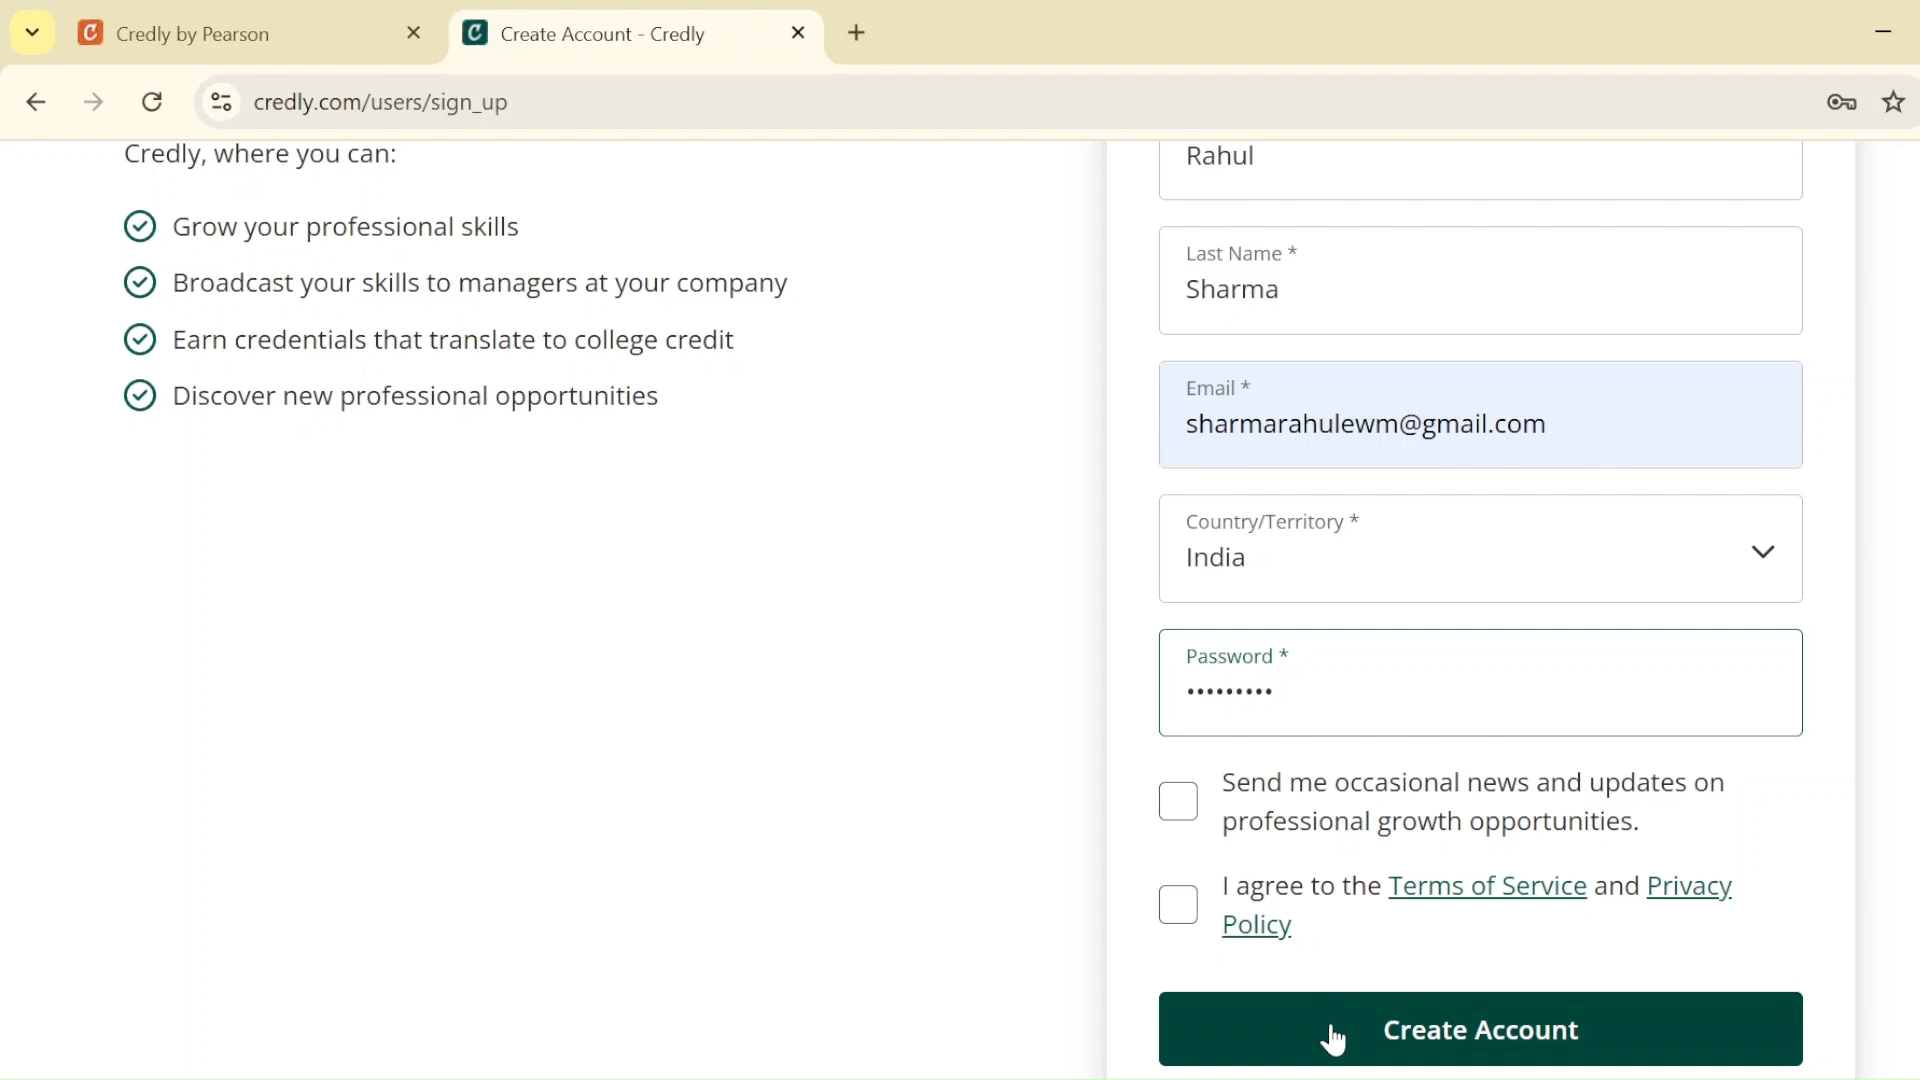 Credly by Pearson
Create Account - Credly
credly.com/users/sign_up
Credly, where you can:
Grow your professional skills
Broadcast your skills to managers at your company
Earn credentials that translate to college credit
Discover new professional opportunities
Rahul
Last Name *
Sharma
Email *
sharmarahulewm@gmail.com
Country/Territory *
India
Password *
•••••••••
Send me occasional news and updates on
professional growth opportunities.
I agree to the Terms of Service and Privacy
Policy
Create Account